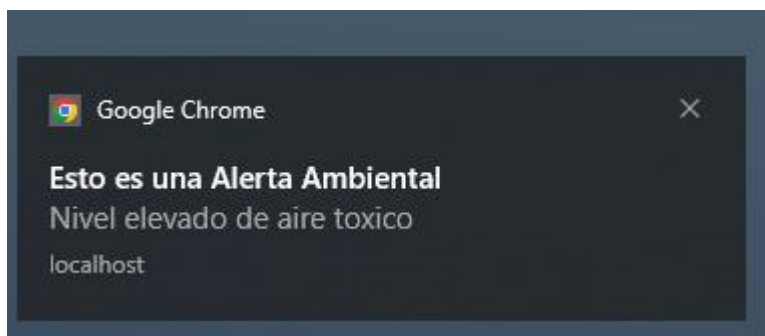 Google Chrome
Esto es una Alerta Ambiental
Nivel elevado de aire toxico
localhost